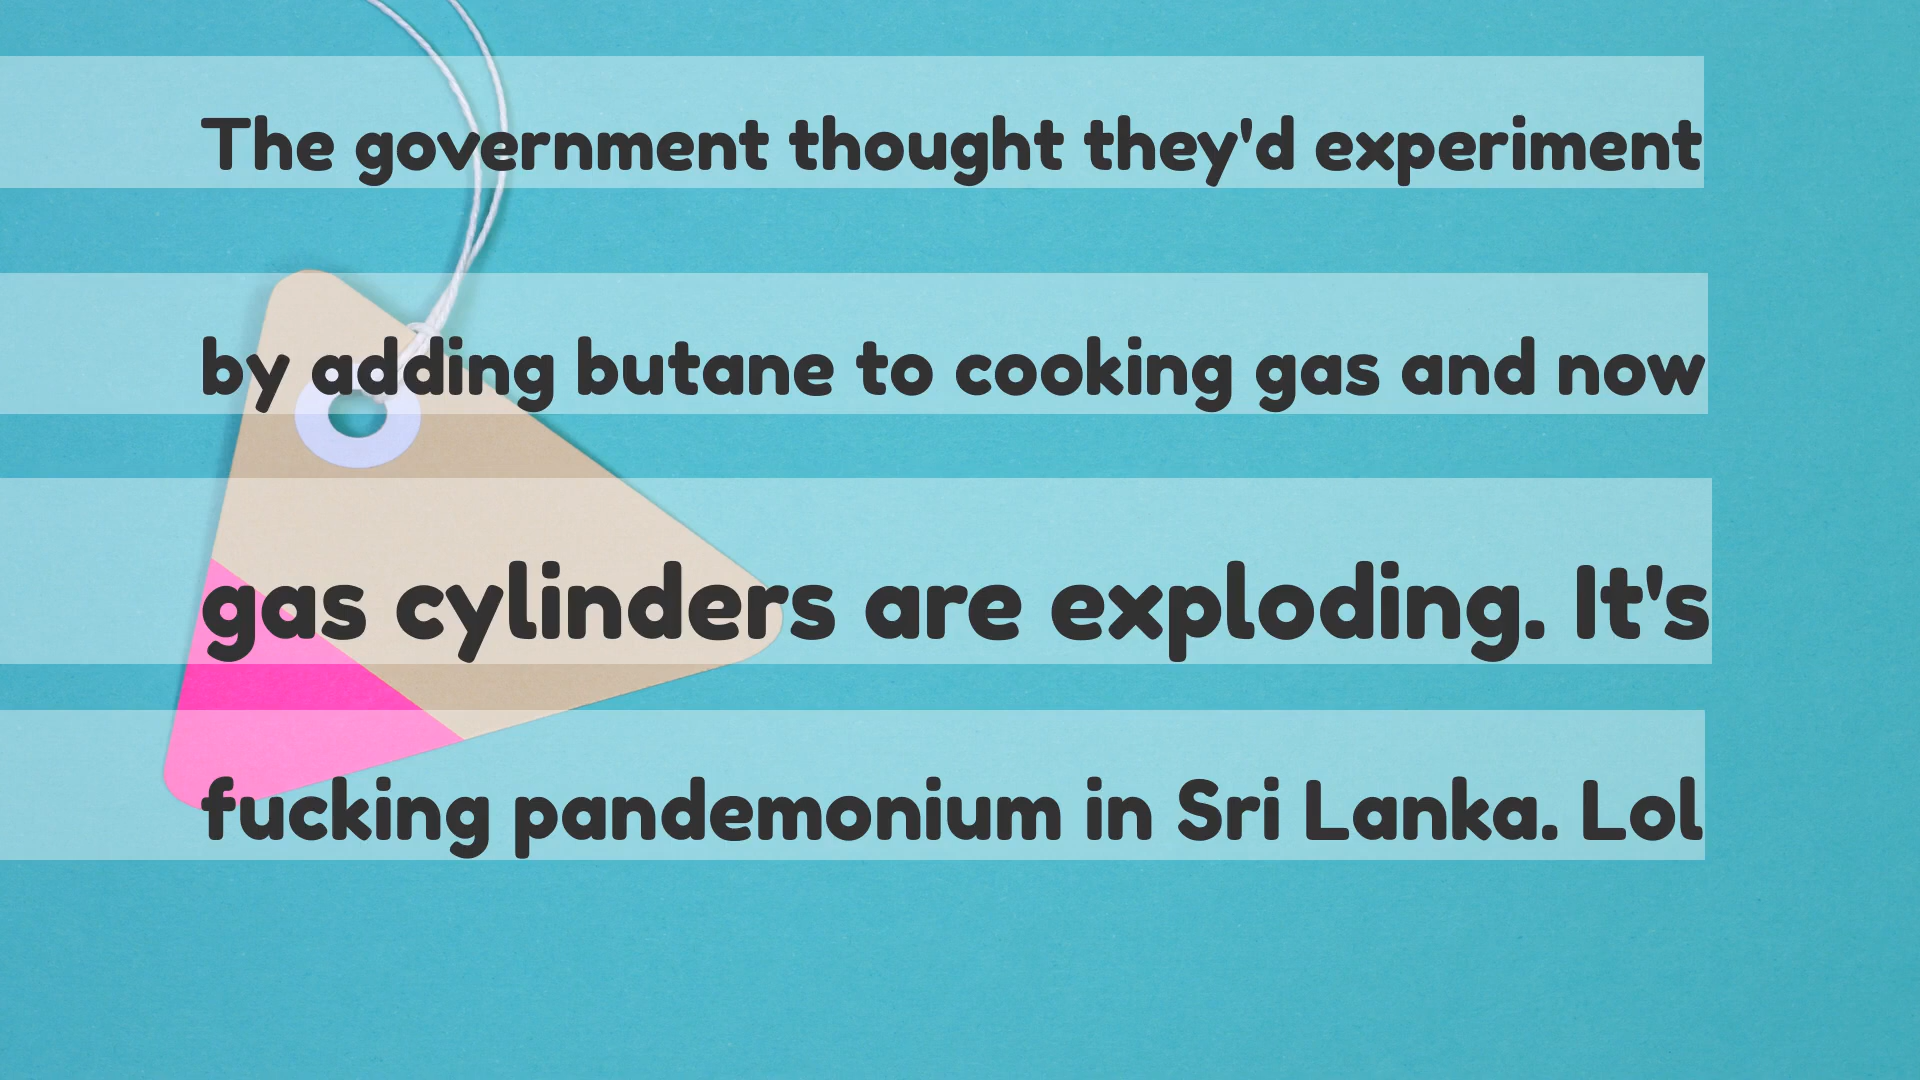 The government thought they'd experiment
by adding butane to cooking gas and now
gas cylinders are exploding. It's
fucking pandemonium in Sri Lanka. Lol